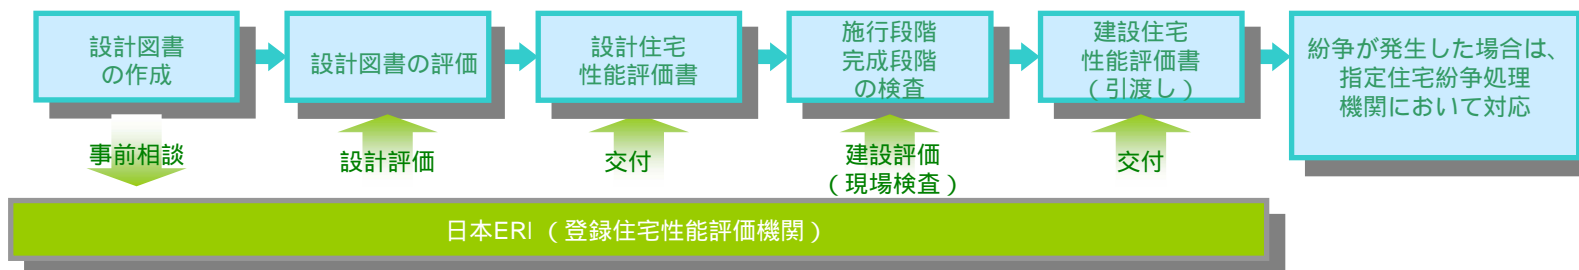 設計図書
の作成
設計図書の評価
設計住宅
性能評価書
施行段階
完成段階
の検査
建設住宅
性能評価書
（引渡し）
紛争が発生した場合は、
指定住宅紛争処理
機関において対応
事前相談
設計評価
交付
建設評価
（現場検査）
交付
日本ERI（登録住宅性能評価機関）